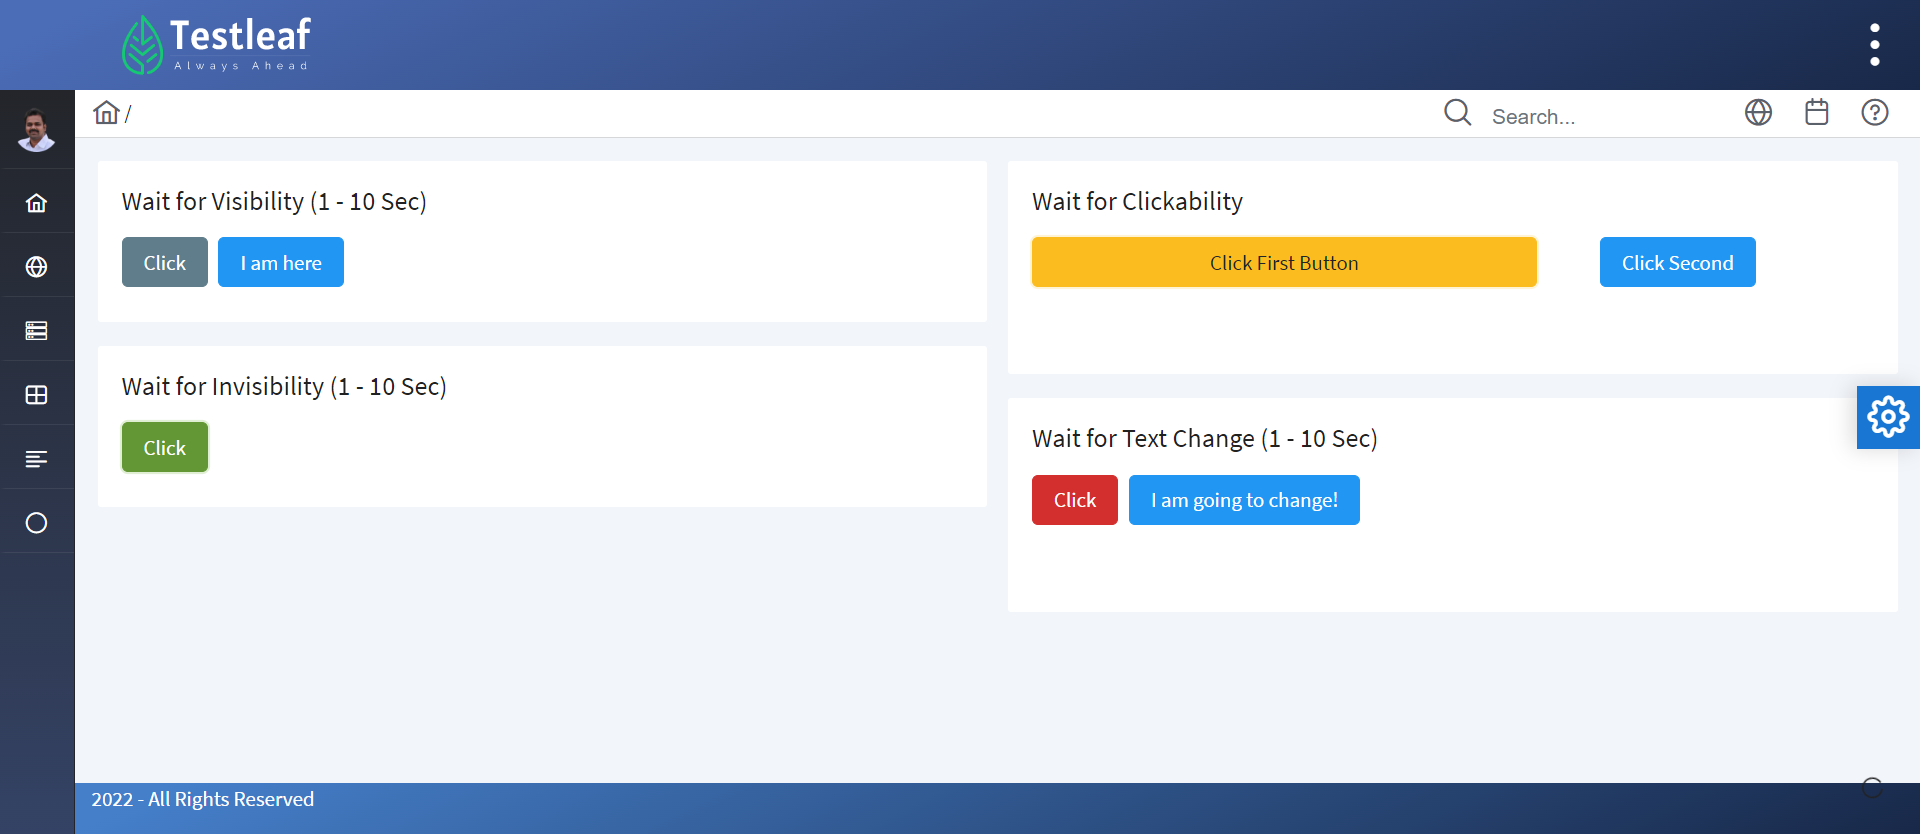 Testleaf
Always Ahead
/
Search...
Wait for Visibility (1 - 10 Sec)
Click
I am here
Wait for Clickability
Click First Button
Click Second
Wait for Invisibility (1 - 10 Sec)
Click
Wait for Text Change (1 - 10 Sec)
Click
I am going to change!
2022 - All Rights Reserved